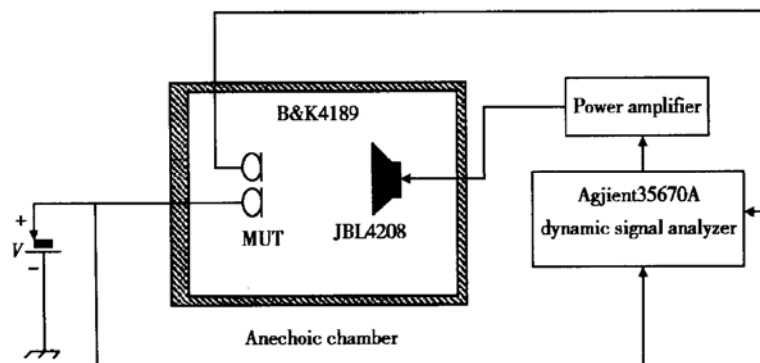 B&K4189
Power amplifier
Agjient35670A
dynamic signal analyzer
MUT
JBL4208
+
V
−
Anechoic chamber